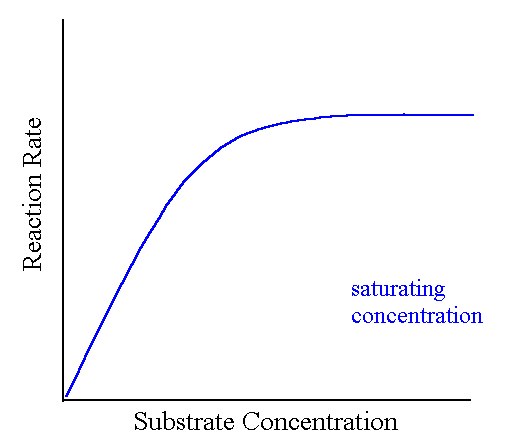 Reaction Rate
saturating
concentration
Substrate Concentration